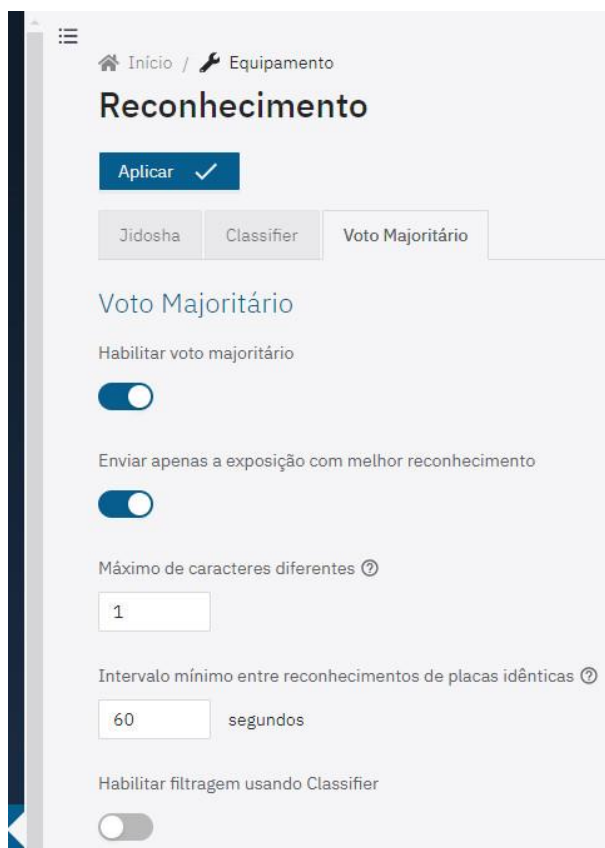 Início / Equipamento
Reconhecimento
Aplicar
Jidosha Classifier Voto Majoritário
Voto Majoritário
Habilitar voto majoritário
Enviar apenas a exposição com melhor reconhecimento
Máximo de caracteres diferentes
1
Intervalo mínimo entre reconhecimentos de placas idênticas
60 segundos
Habilitar filtragem usando Classifier